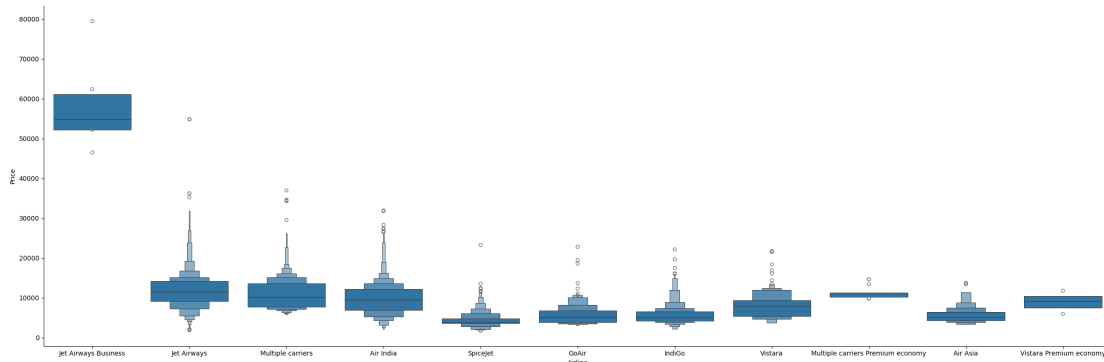 80000
70000
60000
50000
40000
30000
20000
10000
0
Price
Jet Airways Business
Jet Airways
Multiple carriers
Air India
SpiceJet
GoAir
IndiGo
Vistara
Multiple carriers Premium economy
Air Asia
Vistara Premium economy